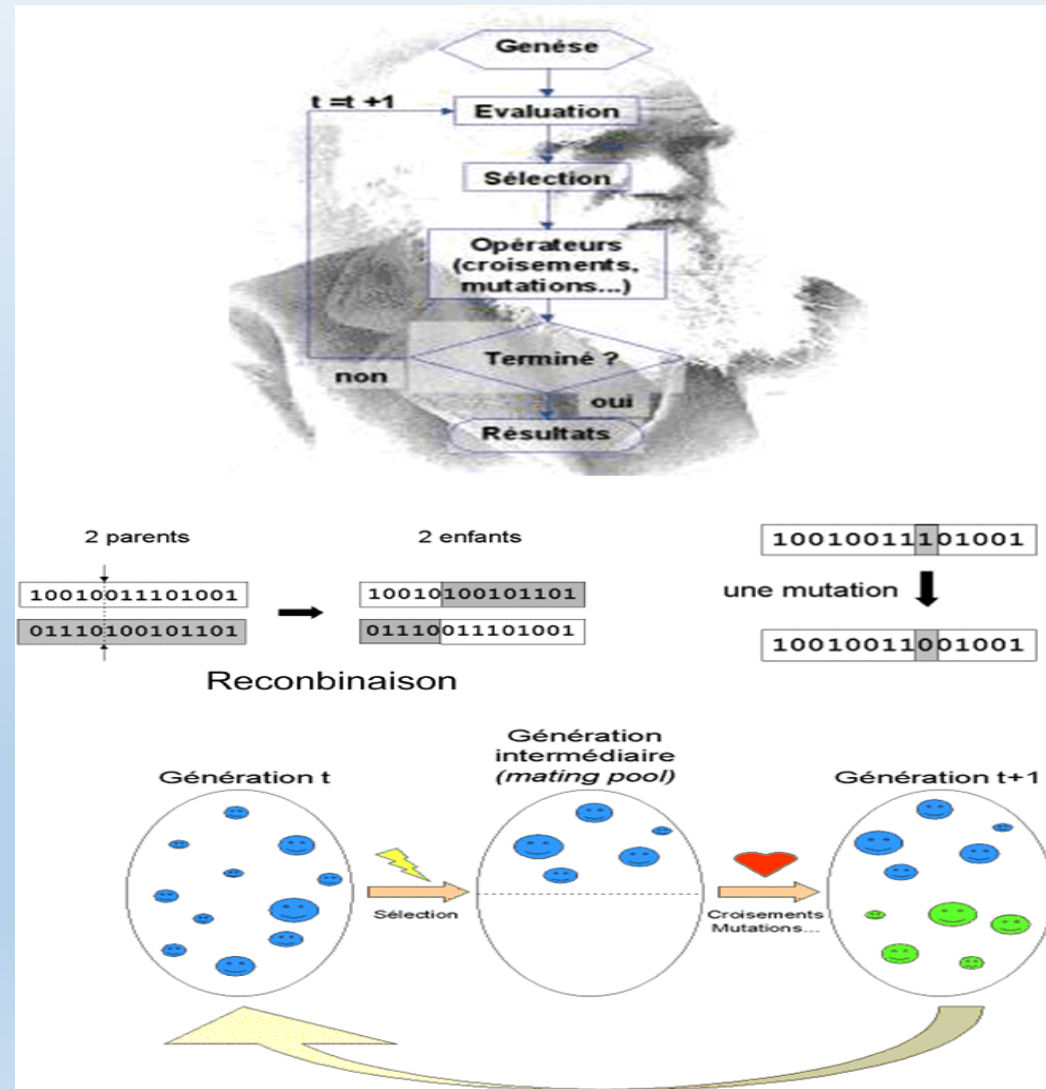 Genèse
t =t +1
Evaluation
Sélection
Opérateurs
(croisements,
mutations...)
Terminé ?
non
oui
Résultats
2 parents
2 enfants
10010011101001
01110100101101
10010100101101
01110011101001
Reconbinaison
10010011101001
une mutation
10010011001001
Génération t
Génération
intermédiaire
(mating pool)
Génération t+1
Sélection
Croisements
Mutations...